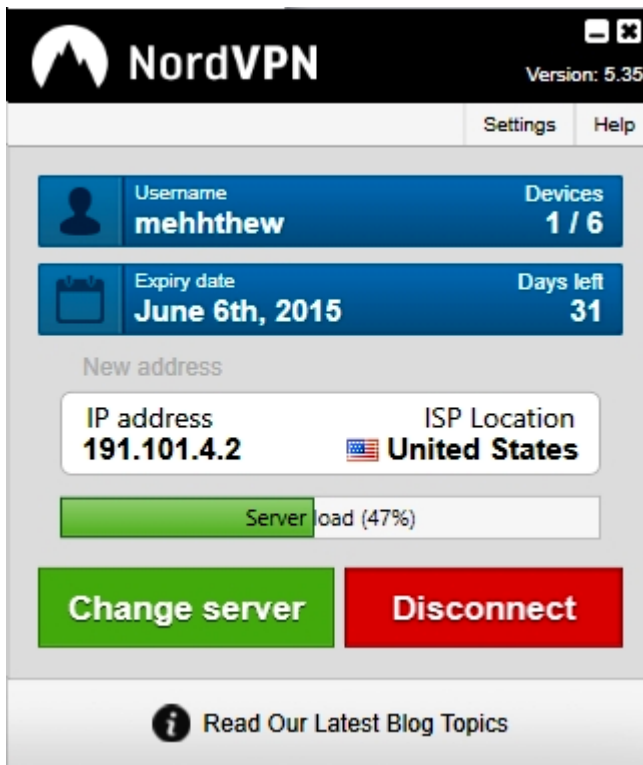 NordVPN
Version: 5.35
Settings Help
Username Devices
mehhthew 1 / 6
Expiry date Days left
June 6th, 2015 31
New address
IP address ISP Location
191.101.4.2 United States
Server load (47%)
Change server Disconnect
i Read Our Latest Blog Topics